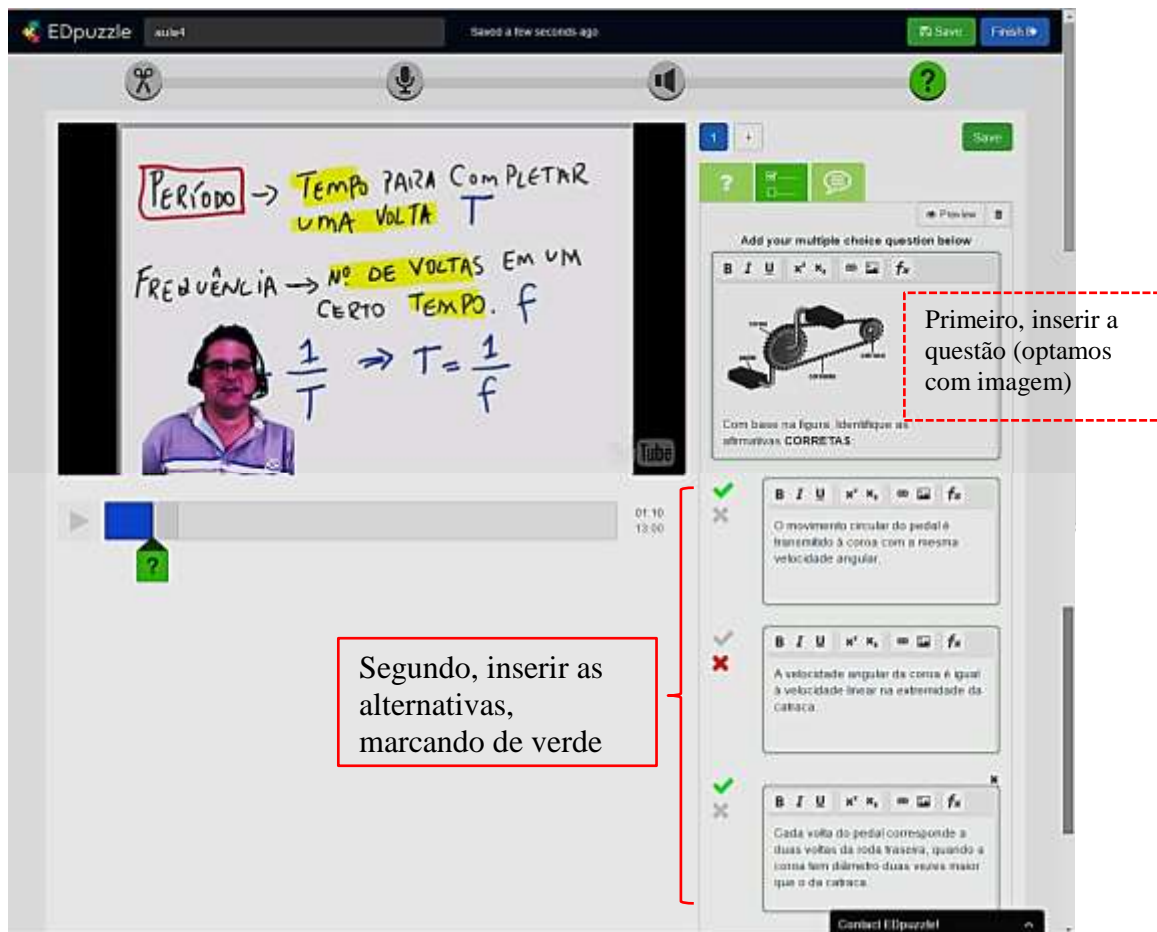 EDpuzzle
aula4
Saved a few seconds ago
Save
Finish
?
PERÍODO → TEMPO PARA COMPLETAR
UMA VOLTA T
FREQUÊNCIA → Nº DE VOLTAS EM UM
CERTO TEMPO. f
1/T ⇒ T = 1/f
Tube
01:10
13:00
?
1 +
Save
?
Preview
Add your multiple choice question below
B I U x² x₂ fx
Com base na figura, Identifique as
afirmativas CORRETAS:
Primeiro, inserir a
questão (optamos
com imagem)
B I U x² x₂ fx
O movimento circular do pedal é
transmitido à coroa com a mesma
velocidade angular.
B I U x² x₂ fx
A velocidade angular da coroa é igual
à velocidade linear na extremidade da
catraca.
B I U x² x₂ fx
Cada volta do pedal corresponde a
duas voltas da roda traseira, quando a
coroa tem diâmetro duas vezes maior
que o da catraca.
Segundo, inserir as
alternativas,
marcando de verde
Contact EDpuzzle!